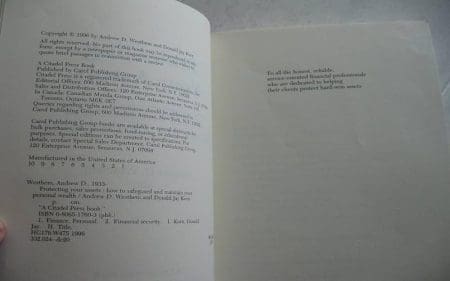 Copyright © 1996 by Andrew D. Westhem and Donald Jay Korn
All rights reserved. No part of this book may be reproduced in any
form, except by a newspaper or magazine reviewer who wishes to
quote brief passages in connection with a review.
A Citadel Press Book
Published by Carol Publishing Group
Citadel Press is a registered trademark of Carol Communications, Inc.
Editorial Offices: 600 Madison Avenue, New York, N.Y. 10022
Sales and Distribution Offices: 120 Enterprise Avenue, Secaucus, N.J.
In Canada: Canadian Manda Group, One Atlantic Avenue,
Toronto, Ontario M6K 3E7
Queries regarding rights and permissions should be addressed to
Carol Publishing Group, 600 Madison Avenue, New York, N.Y. 10022
Carol Publishing Group books are available at special discounts for
bulk purchases, sales promotions, fund-raising, or educational
purposes. Special editions can be created to specifications. For
details, contact Special Sales Department, Carol Publishing Group,
120 Enterprise Avenue, Secaucus, N.J. 07094
Manufactured in the United States of America
10 9 8 7 6 5 4 3 2 1
Westhem, Andrew D., 1933-
Protecting your assets : how to safeguard and maintain your
personal wealth / Andrew D. Westhem and Donald Jay Korn.
p. cm.
"A Citadel Press book."
ISBN 0-8065-1760-3 (pbk.)
1. Finance, Personal. 2. Financial security. I. Korn, Donald
Jay. II. Title.
HG179.W475 1996
332.024—dc20
To all the honest, reliable,
service-oriented financial professionals
who are dedicated to helping
their clients protect hard-won assets